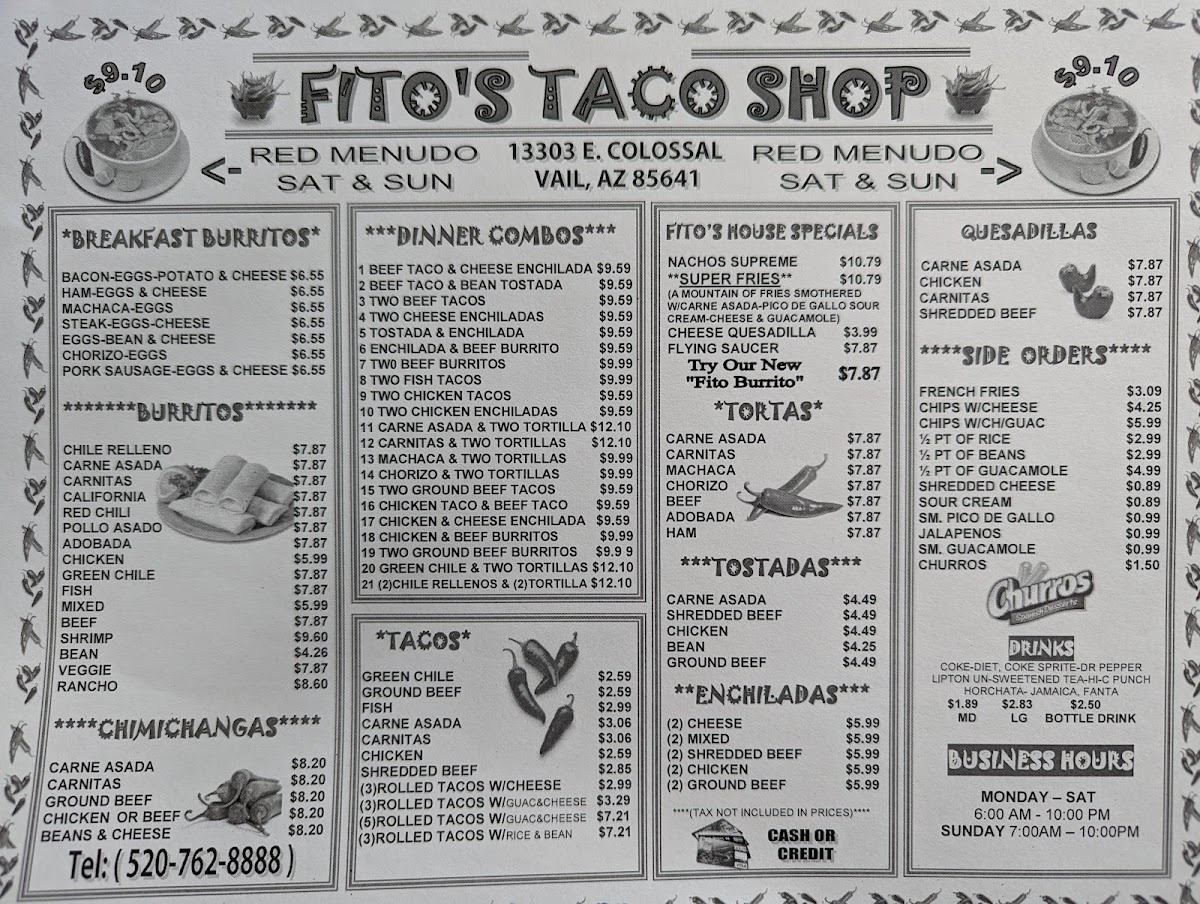 $9.10
FITO'S TACO SHOP
$9.10
<- RED MENUDO SAT & SUN
13303 E. COLOSSAL
VAIL, AZ 85641
RED MENUDO SAT & SUN ->
*BREAKFAST BURRITOS*
BACON-EGGS-POTATO & CHEESE $6.55
HAM-EGGS & CHEESE $6.55
MACHACA-EGGS $6.55
STEAK-EGGS-CHEESE $6.55
EGGS-BEAN & CHEESE $6.55
CHORIZO-EGGS $6.55
PORK SAUSAGE-EGGS & CHEESE $6.55
*******BURRITOS*******
CHILE RELLENO $7.87
CARNE ASADA $7.87
CARNITAS $7.87
CALIFORNIA $7.87
RED CHILI $7.87
POLLO ASADO $7.87
ADOBADA $7.87
CHICKEN $5.99
GREEN CHILE $7.87
FISH $7.87
MIXED $5.99
BEEF $7.87
SHRIMP $9.60
BEAN $4.26
VEGGIE $7.87
RANCHO $8.60
****CHIMICHANGAS****
CARNE ASADA $8.20
CARNITAS $8.20
GROUND BEEF $8.20
CHICKEN OR BEEF $8.20
BEANS & CHEESE $8.20
Tel: ( 520-762-8888 )
***DINNER COMBOS***
1 BEEF TACO & CHEESE ENCHILADA $9.59
2 BEEF TACO & BEAN TOSTADA $9.59
3 TWO BEEF TACOS $9.59
4 TWO CHEESE ENCHILADAS $9.59
5 TOSTADA & ENCHILADA $9.59
6 ENCHILADA & BEEF BURRITO $9.59
7 TW0 BEEF BURRITOS $9.99
8 TWO FISH TACOS $9.99
9 TWO CHICKEN TACOS $9.59
10 TWO CHICKEN ENCHILADAS $9.59
11 CARNE ASADA & TWO TORTILLA $12.10
12 CARNITAS & TWO TORTILLAS $12.10
13 MACHACA & TWO TORTILLAS $9.99
14 CHORIZO & TWO TORTILLAS $9.99
15 TWO GROUND BEEF TACOS $9.59
16 CHICKEN TACO & BEEF TACO $9.59
17 CHICKEN & CHEESE ENCHILADA $9.59
18 CHICKEN & BEEF BURRITOS $9.99
19 TWO GROUND BEEF BURRITOS $9.9 9
20 GREEN CHILE & TWO TORTILLAS $12.10
21 (2)CHILE RELLENOS & (2)TORTILLA $12.10
*TACOS*
GREEN CHILE $2.59
GROUND BEEF $2.59
FISH $2.99
CARNE ASADA $3.06
CARNITAS $3.06
CHICKEN $2.59
SHREDDED BEEF $2.85
(3)ROLLED TACOS W/CHEESE $2.99
(3)ROLLED TACOS W/GUAC&CHEESE $3.29
(5)ROLLED TACOS W/GUAC&CHEESE $7.21
(3)ROLLED TACOS W/RICE & BEAN $7.21
FITO'S HOUSE SPECIALS
NACHOS SUPREME $10.79
**SUPER FRIES** $10.79
(A MOUNTAIN OF FRIES SMOTHERED
W/CARNE ASADA-PICO DE GALLO SOUR
CREAM-CHEESE & GUACAMOLE)
CHEESE QUESADILLA $3.99
FLYING SAUCER $7.87
Try Our New
"Fito Burrito" $7.87
*TORTAS*
CARNE ASADA $7.87
CARNITAS $7.87
MACHACA $7.87
CHORIZO $7.87
BEEF $7.87
ADOBADA $7.87
HAM $7.87
***TOSTADAS***
CARNE ASADA $4.49
SHREDDED BEEF $4.49
CHICKEN $4.49
BEAN $4.25
GROUND BEEF $4.49
**ENCHILADAS***
(2) CHEESE $5.99
(2) MIXED $5.99
(2) SHREDDED BEEF $5.99
(2) CHICKEN $5.99
(2) GROUND BEEF $5.99
****(TAX NOT INCLUDED IN PRICES)****
CASH OR
CREDIT
QUESADILLAS
CARNE ASADA $7.87
CHICKEN $7.87
CARNITAS $7.87
SHREDDED BEEF $7.87
****SIDE ORDERS****
FRENCH FRIES $3.09
CHIPS W/CHEESE $4.25
CHIPS W/CH/GUAC $5.99
½ PT OF RICE $2.99
½ PT OF BEANS $2.99
½ PT OF GUACAMOLE $4.99
SHREDDED CHEESE $0.89
SOUR CREAM $0.89
SM. PICO DE GALLO $0.99
JALAPENOS $0.99
SM. GUACAMOLE $0.99
CHURROS $1.50
Churros
Spanish Desserts
DRINKS
COKE-DIET, COKE SPRITE-DR PEPPER
LIPTON UN-SWEETENED TEA-HI-C PUNCH
HORCHATA- JAMAICA, FANTA
$1.89 $2.83 $2.50
MD LG BOTTLE DRINK
BUSINESS HOURS
MONDAY – SAT
6:00 AM - 10:00 PM
SUNDAY 7:00AM – 10:00PM